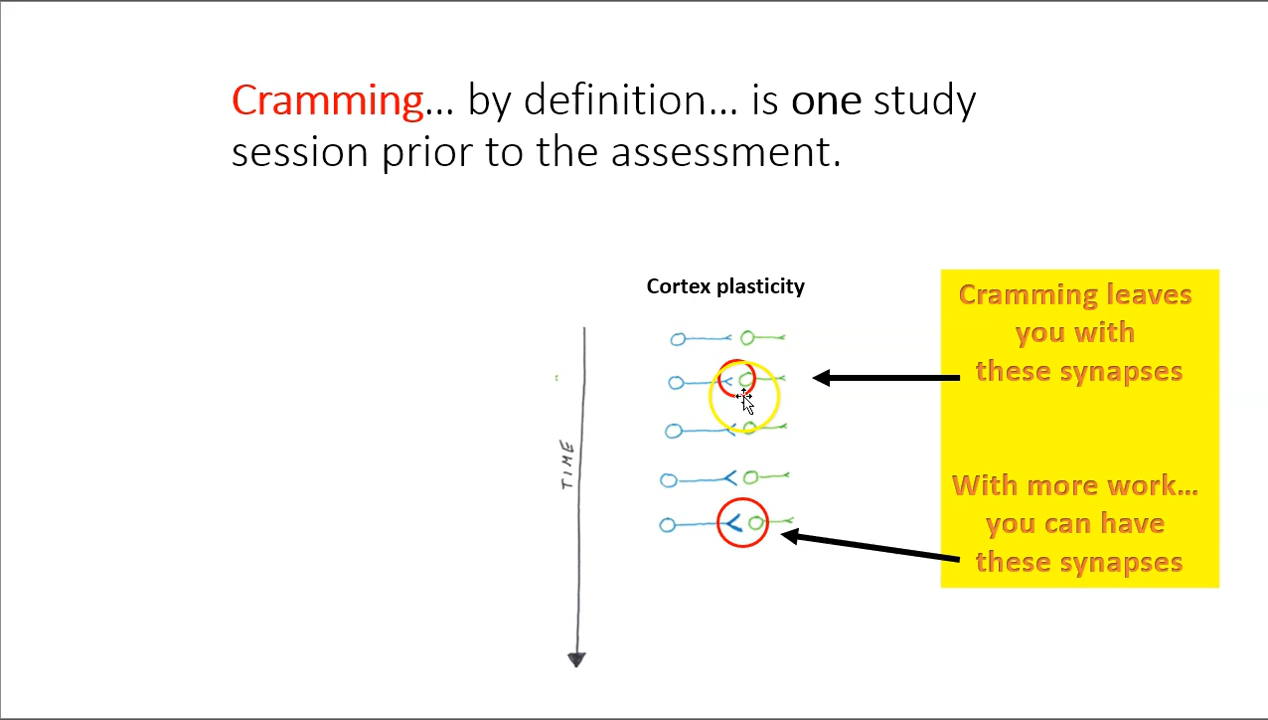 Cramming... by definition... is one study
session prior to the assessment.
Cortex plasticity
TIME
Cramming leaves
you with
these synapses
With more work...
you can have
these synapses